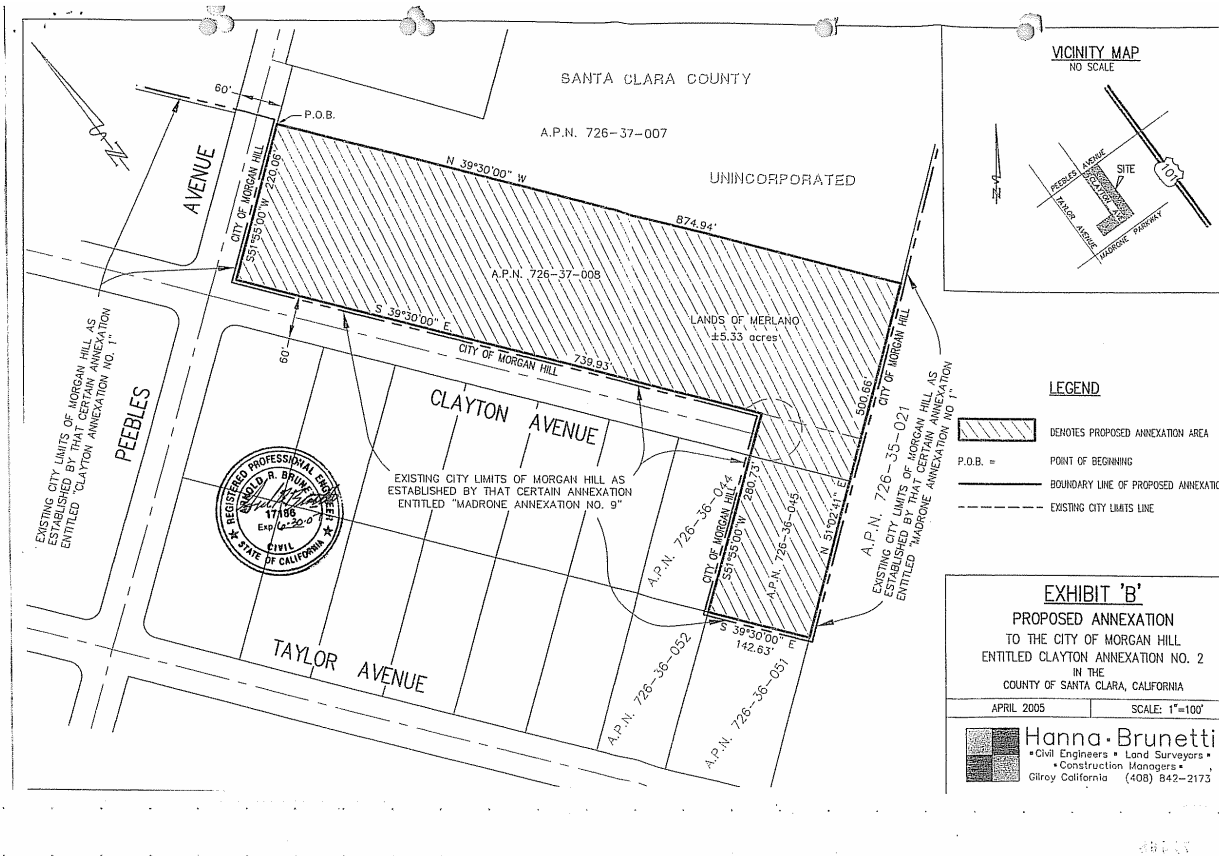 VICINITY MAP
NO SCALE
PEEBLES AVENUE
SITE
CLAYTON AVE
TAYLOR AVENUE
MADRONE PARKWAY
101
N
N
SANTA CLARA COUNTY
60'
P.O.B.
A.P.N. 726-37-007
UNINCORPORATED
AVENUE
PEEBLES
CITY OF MORGAN HILL
S51°55'00"W 220.06'
N 39°30'00" W
874.94'
A.P.N. 726-37-008
LANDS OF MERLANO
±5.33 acres
S 39°30'00" E
739.93'
CITY OF MORGAN HILL
60'
CLAYTON AVENUE
EXISTING CITY LIMITS OF MORGAN HILL AS
ESTABLISHED BY THAT CERTAIN ANNEXATION
ENTITLED "CLAYTON ANNEXATION NO. 1"
EXISTING CITY LIMITS OF MORGAN HILL AS
ESTABLISHED BY THAT CERTAIN ANNEXATION
ENTITLED "MADRONE ANNEXATION NO. 9"
CITY OF MORGAN HILL
500.66'
N 51°02'41" E
A.P.N. 726-35-021
EXISTING CITY LIMITS OF MORGAN HILL AS
ESTABLISHED BY THAT CERTAIN ANNEXATION
ENTITLED "MADRONE ANNEXATION NO 1"
A.P.N. 726-36-044
CITY OF MORGAN HILL
S51°55'00"W 280.73'
A.P.N. 726-36-045
S 39°30'00" E
142.63'
A.P.N. 726-36-052
A.P.N. 726-36-051
TAYLOR AVENUE
REGISTERED PROFESSIONAL ENGINEER
17186
Exp
CIVIL
STATE OF CALIFORNIA
LEGEND
DENOTES PROPOSED ANNEXATION AREA
P.O.B. = POINT OF BEGINNING
BOUNDARY LINE OF PROPOSED ANNEXATIO
EXISTING CITY LIMITS LINE
EXHIBIT 'B'
PROPOSED ANNEXATION
TO THE CITY OF MORGAN HILL
ENTITLED CLAYTON ANNEXATION NO. 2
IN THE
COUNTY OF SANTA CLARA, CALIFORNIA
APRIL 2005 SCALE: 1"=100'
Hanna·Brunetti
Civil Engineers • Land Surveyors •
• Construction Managers •
Gilroy California (408) 842-2173